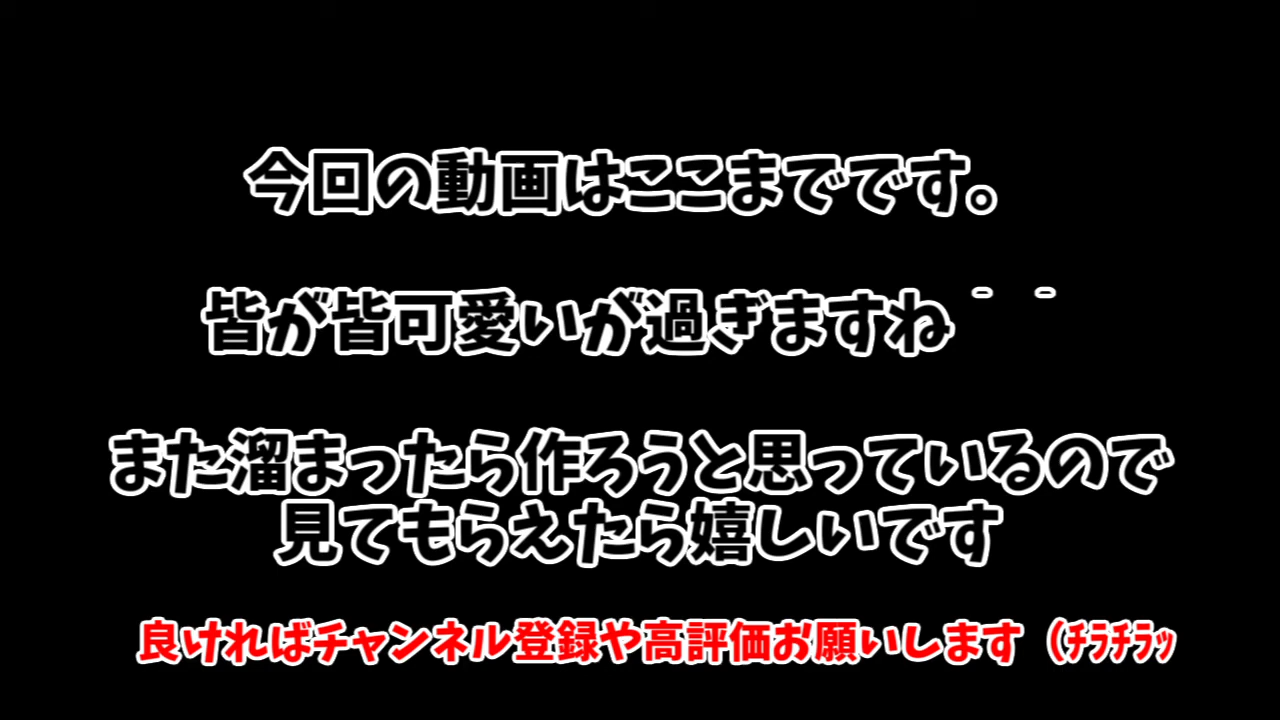 今回の動画はここまでです。
皆が皆可愛いが過ぎますね＾＾
また溜まったら作ろうと思っているので
見てもらえたら嬉しいです
良ければチャンネル登録や高評価お願いします（ﾁﾗﾁﾗｯ